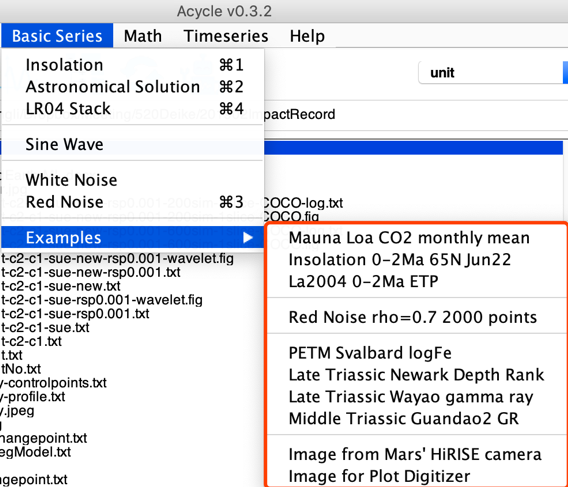 Acycle v0.3.2
Basic Series Math Timeseries Help
Insolation ⌘1
unit
Astronomical Solution ⌘2
LR04 Stack ⌘4
pactRecord
Sine Wave
White Noise
Red Noise ⌘3
COCO-log.txt
COCO.fig
Examples
Mauna Loa CO2 monthly mean
t-c2-c1-sue-new-rsp0.001-wavelet.fig
Insolation 0-2Ma 65N Jun22
t-c2-c1-sue-new-rsp0.001.txt
La2004 0-2Ma ETP
t-c2-c1-sue-new.txt
t-c2-c1-sue-rsp0.001-wavelet.fig
t-c2-c1-sue-rsp0.001.txt
Red Noise rho=0.7 2000 points
t-c2-c1-sue.txt
t-c2-c1.txt
PETM Svalbard logFe
t.txt
tNo.txt
Late Triassic Newark Depth Rank
y-controlpoints.txt
y-profile.txt
Late Triassic Wayao gamma ray
y.jpeg
Middle Triassic Guandao2 GR
g
hangepoint.txt
egModel.txt
Image from Mars' HiRISE camera
Image for Plot Digitizer
ngepoint.txt